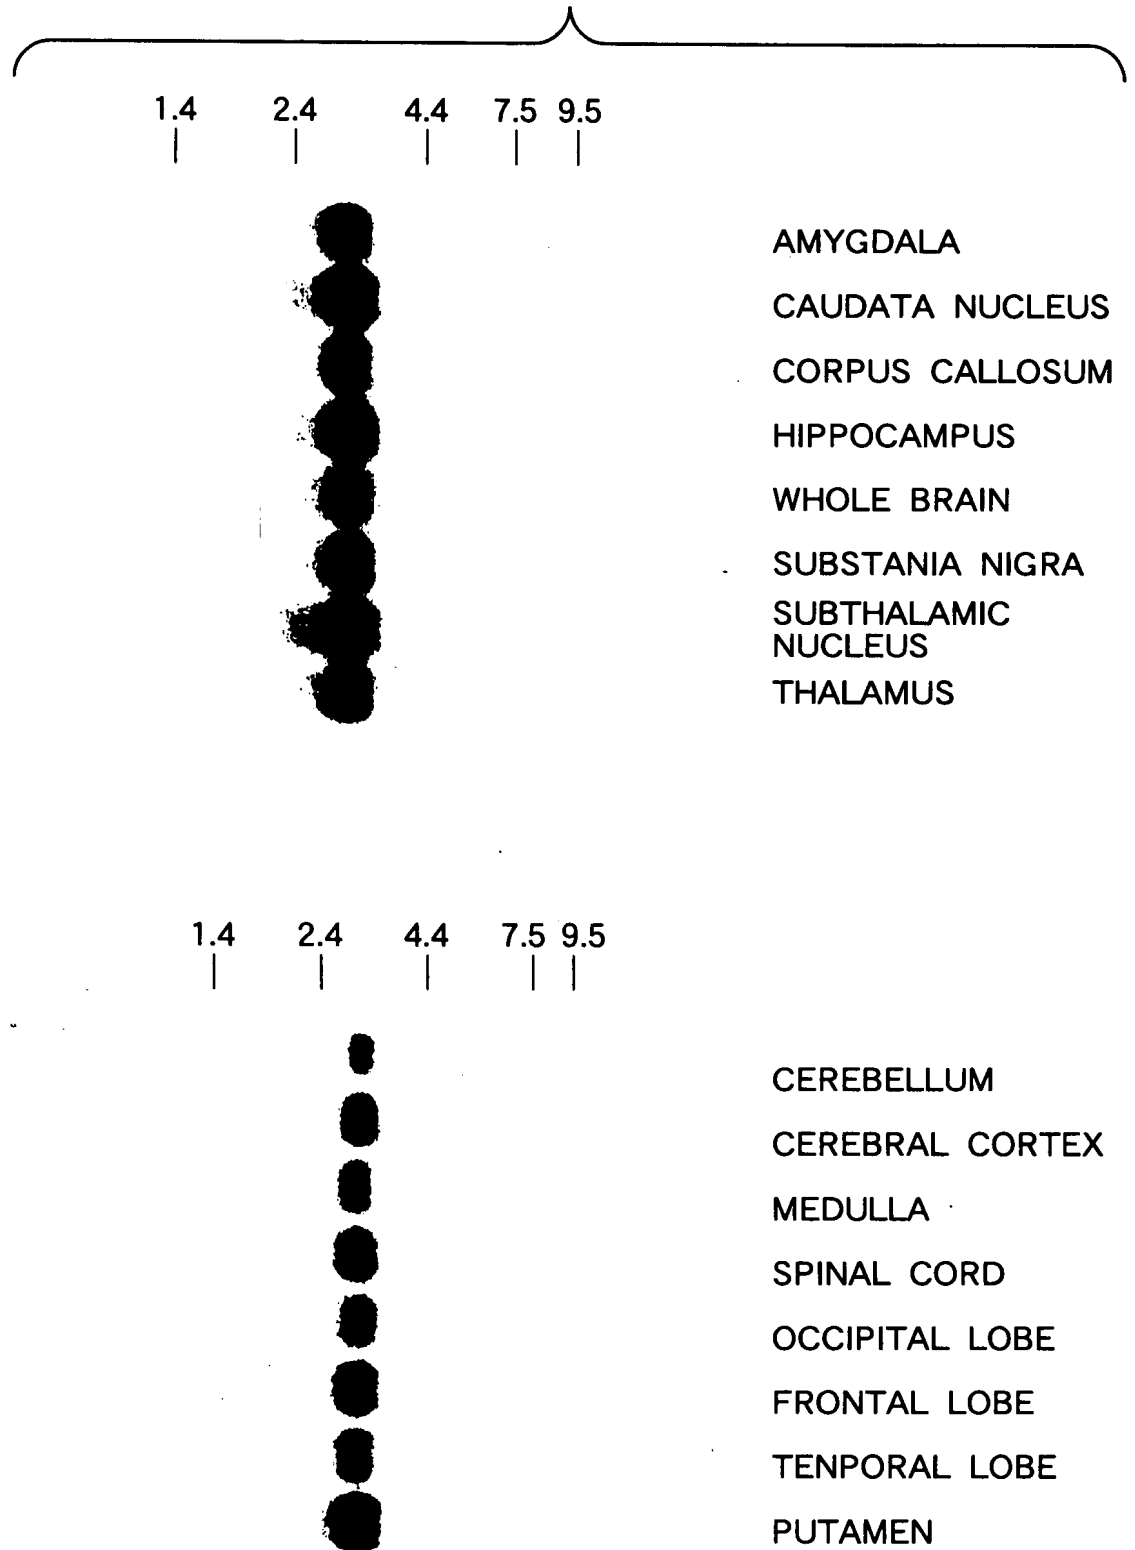 1.4 2.4 4.4 7.5 9.5
AMYGDALA
CAUDATA NUCLEUS
CORPUS CALLOSUM
HIPPOCAMPUS
WHOLE BRAIN
SUBSTANIA NIGRA
SUBTHALAMIC
NUCLEUS
THALAMUS
1.4 2.4 4.4 7.5 9.5
CEREBELLUM
CEREBRAL CORTEX
MEDULLA
SPINAL CORD
OCCIPITAL LOBE
FRONTAL LOBE
TENPORAL LOBE
PUTAMEN